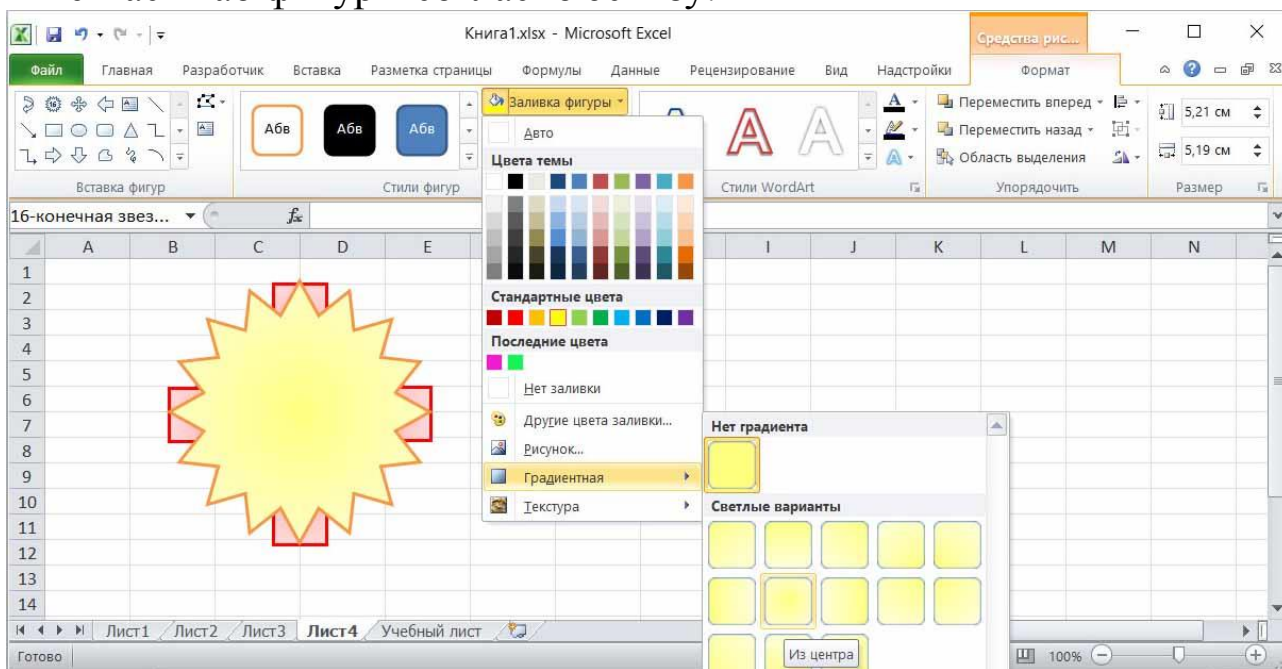 Книга1.xlsx - Microsoft Excel
Средства рис...
Файл Главная Разработчик Вставка Разметка страницы Формулы Данные Рецензирование Вид Надстройки Формат
Абв Абв Абв Заливка фигуры Переместить вперед 5,21 см
Переместить назад
Область выделения 5,19 см
Вставка фигур Стили фигур Стили WordArt Упорядочить Размер
Авто
Цвета темы
16-конечная звез... fx
A B C D E I J K L M N
1
2
3
4
5
6
7
8
9
10
11
12
13
14
Стандартные цвета
Последние цвета
Нет заливки
Другие цвета заливки...
Рисунок...
Градиентная
Текстура
Нет градиента
Светлые варианты
Из центра
Лист1 Лист2 Лист3 Лист4 Учебный лист
Готово 100%